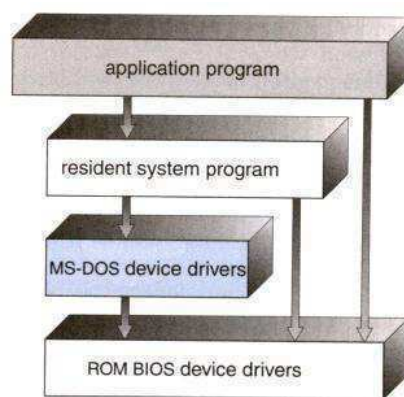 application program
resident system program
MS-DOS device drivers
ROM BIOS device drivers